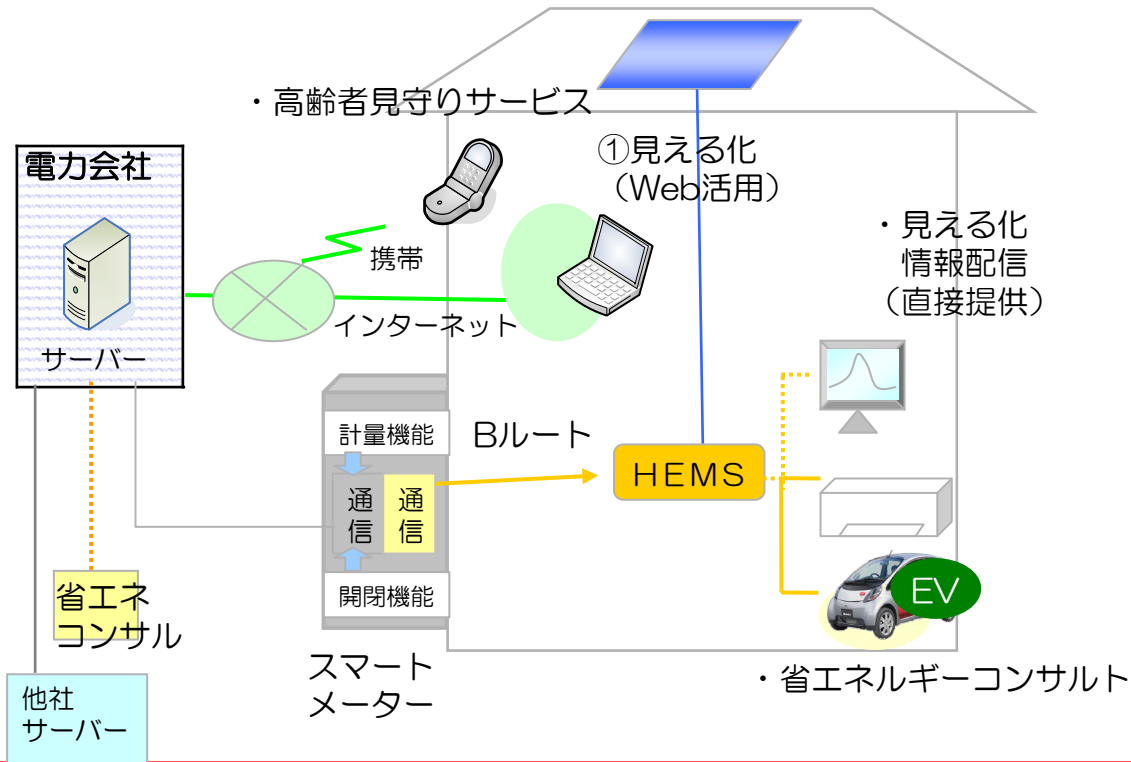 ・高齢者見守りサービス
電力会社
サーバー
携帯
インターネット
①見える化
（Web活用）
・見える化
情報配信
（直接提供）
計量機能
通信
通信
開閉機能
Bルート
HEMS
EV
スマート
メーター
省エネ
コンサル
他社
サーバー
・省エネルギーコンサルト